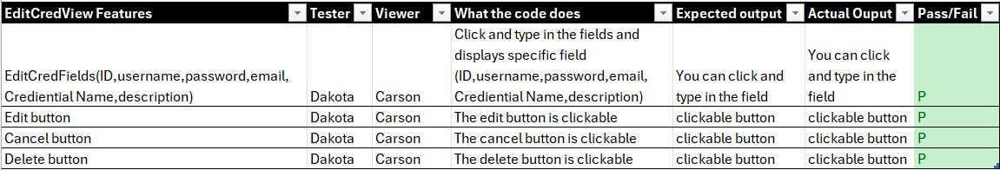 EditCredView Features Tester Viewer What the code does Expected output Actual Ouput Pass/Fail
Click and type in the fields and
displays specific field You can click
EditCredFields(ID,username,password,email, (ID,username,password,email, You can click and and type in the
Crediential Name,description) Dakota Carson Crediential Name,description) type in the field field P
Edit button Dakota Carson The edit button is clickable clickable button clickable button P
Cancel button Dakota Carson The cancel button is clickable clickable button clickable button P
Delete button Dakota Carson The delete button is clickable clickable button clickable button P